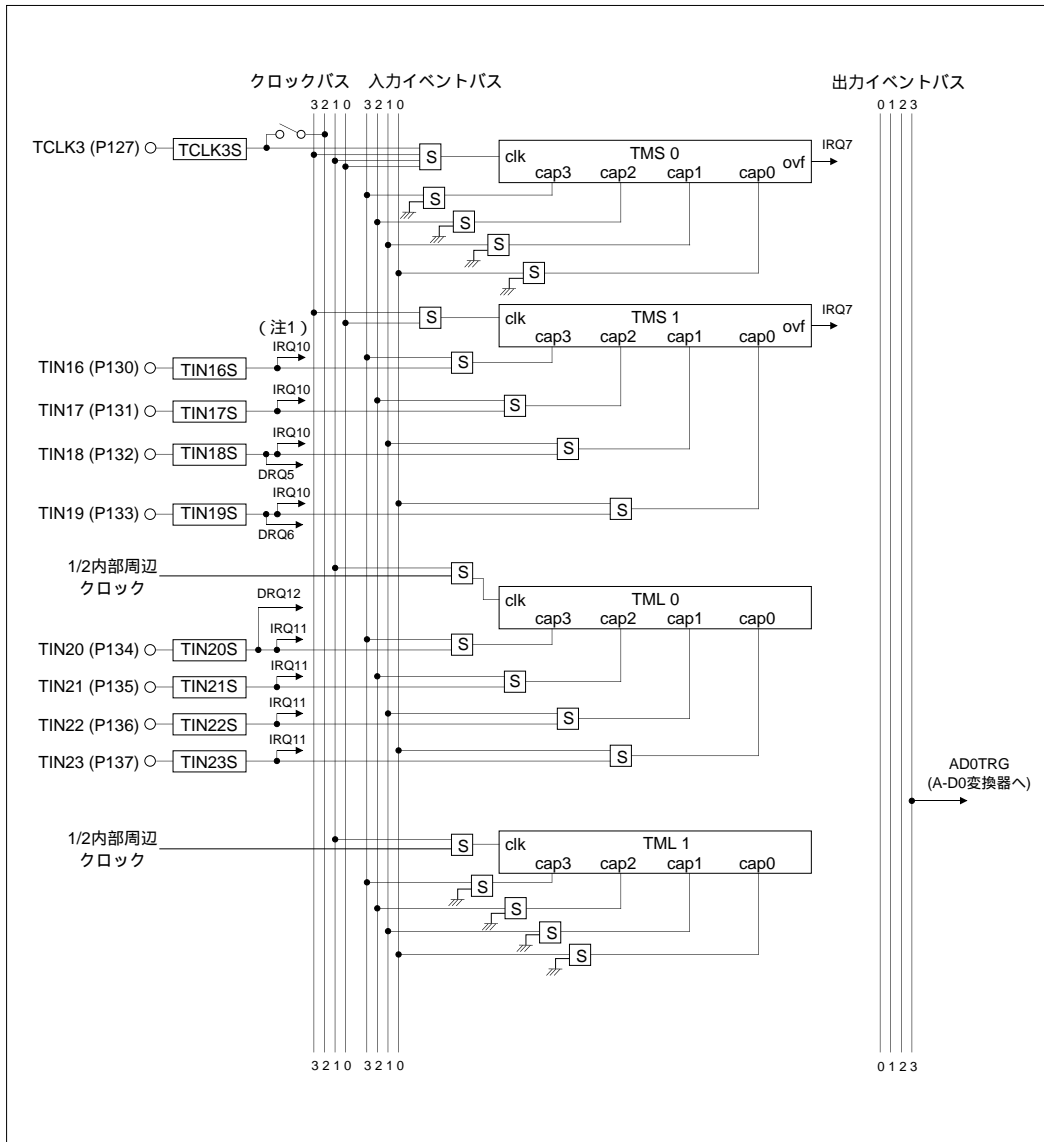 クロックバス 入力イベントバス 出力イベントバス
3 2 1 0 3 2 1 0 0 1 2 3
TCLK3 (P127) TCLK3S S clk TMS 0 ovf IRQ7
cap3 cap2 cap1 cap0
S
S
S
S
S clk TMS 1 ovf IRQ7
cap3 cap2 cap1 cap0
(注1)
IRQ10
TIN16 (P130) TIN16S S
IRQ10
TIN17 (P131) TIN17S S
IRQ10
TIN18 (P132) TIN18S S
DRQ5
IRQ10
TIN19 (P133) TIN19S S
DRQ6
1/2内部周辺
クロック
S clk TML 0
cap3 cap2 cap1 cap0
DRQ12
IRQ11
TIN20 (P134) TIN20S S
IRQ11
TIN21 (P135) TIN21S S
IRQ11
TIN22 (P136) TIN22S S
IRQ11
TIN23 (P137) TIN23S S
AD0TRG
(A-D0変換器へ)
1/2内部周辺
クロック
S clk TML 1
cap3 cap2 cap1 cap0
S
S
S
S
3 2 1 0 3 2 1 0 0 1 2 3